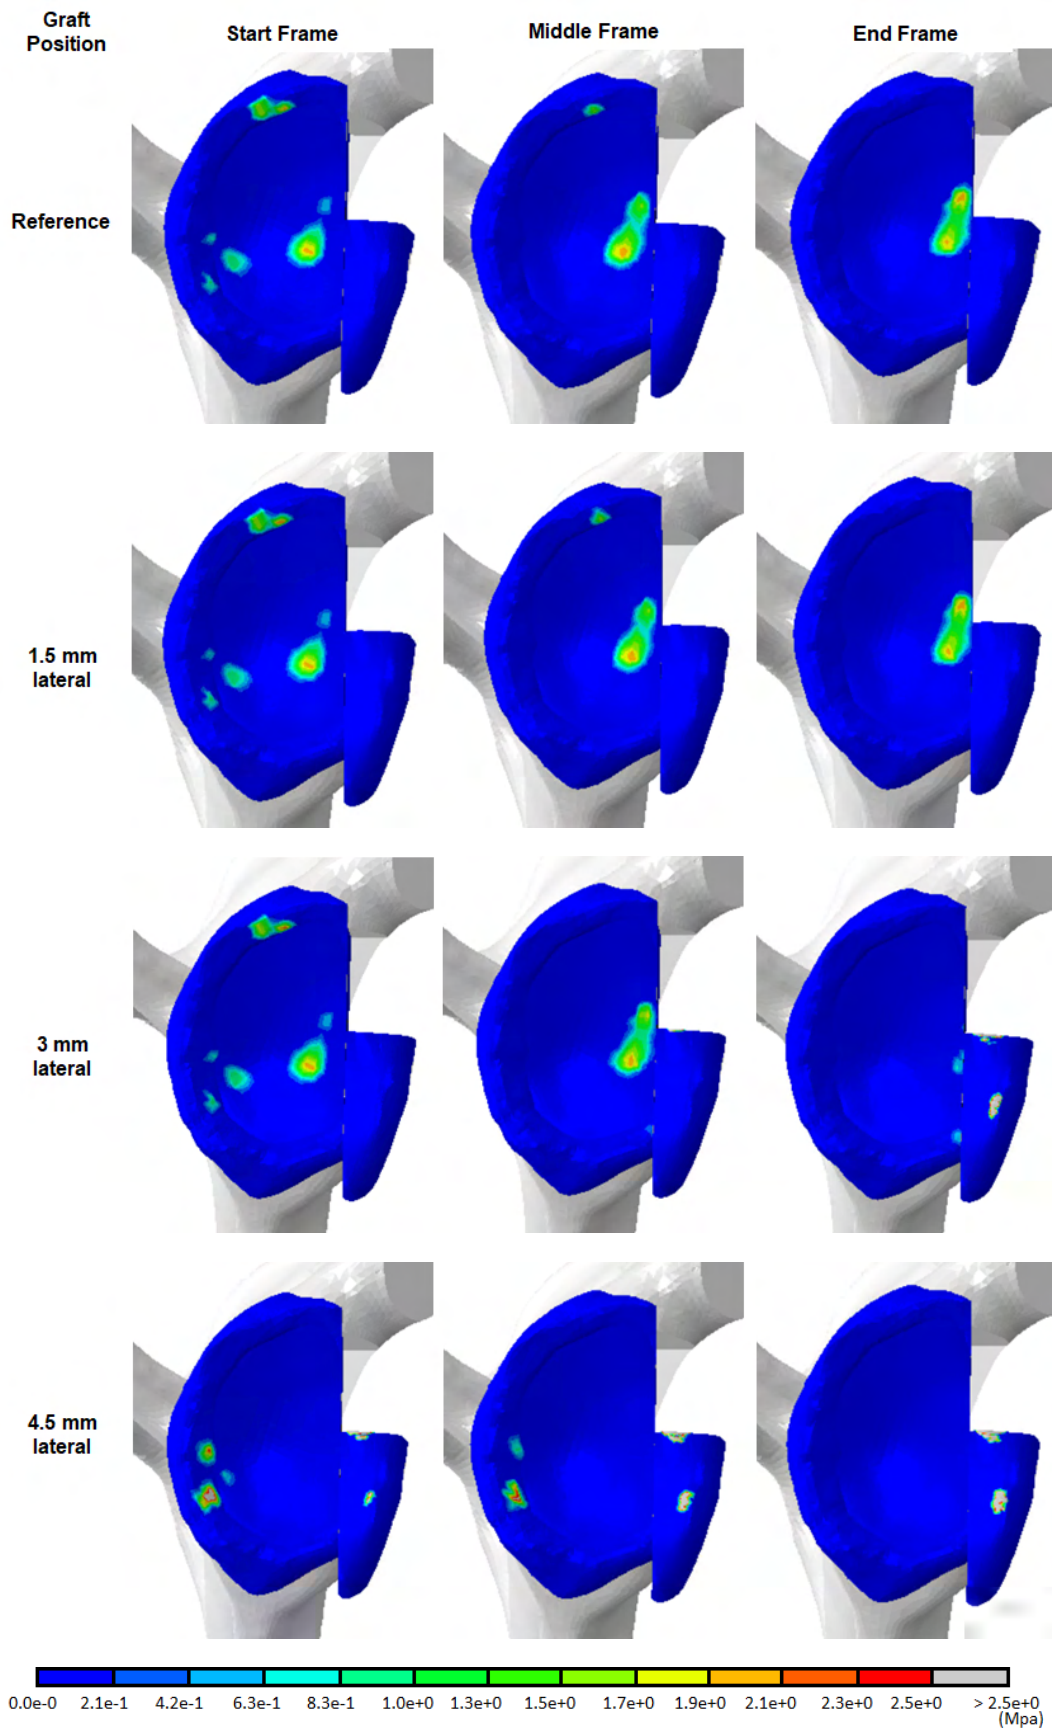 Graft
Position
Start Frame
Middle Frame
End Frame
Reference
1.5 mm
lateral
3 mm
lateral
4.5 mm
lateral
0.0e-0 2.1e-1 4.2e-1 6.3e-1 8.3e-1 1.0e+0 1.3e+0 1.5e+0 1.7e+0 1.9e+0 2.1e+0 2.3e+0 2.5e+0 > 2.5e+0
(Mpa)